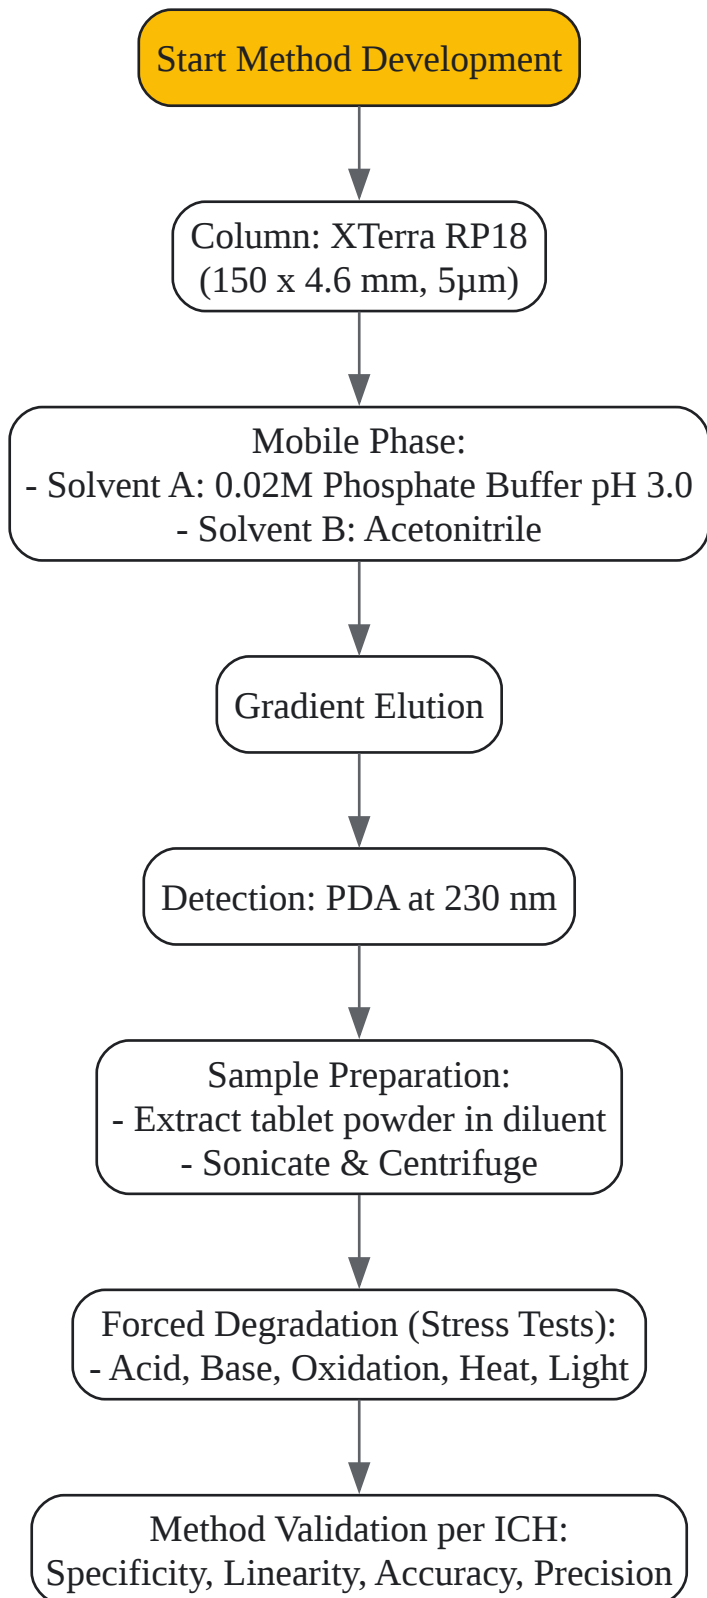 Start Method Development
Column: XTerra RP18
(150 x 4.6 mm, 5µm)
Mobile Phase:
- Solvent A: 0.02M Phosphate Buffer pH 3.0
- Solvent B: Acetonitrile
Gradient Elution
Detection: PDA at 230 nm
Sample Preparation:
- Extract tablet powder in diluent
- Sonicate & Centrifuge
Forced Degradation (Stress Tests):
- Acid, Base, Oxidation, Heat, Light
Method Validation per ICH:
Specificity, Linearity, Accuracy, Precision